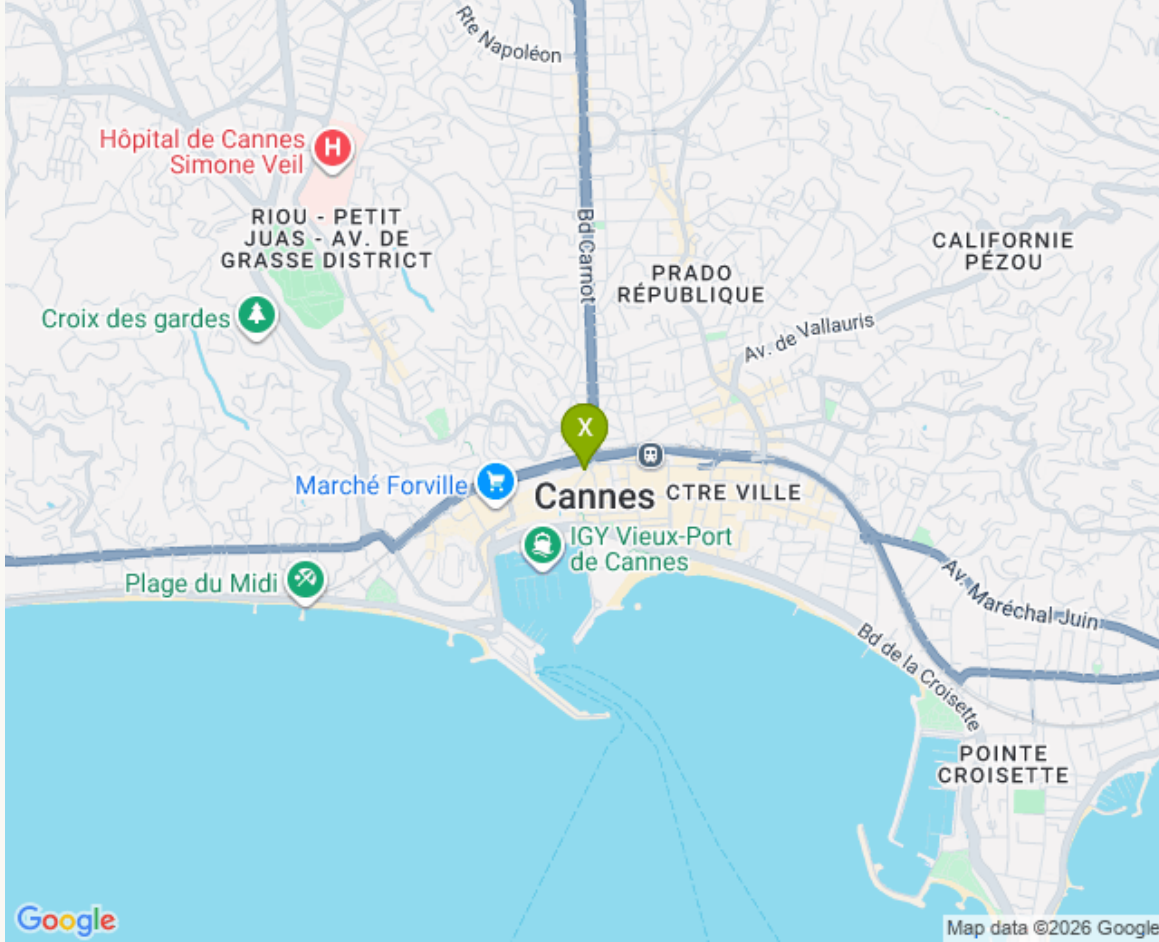 Rte Napoléon
Hôpital de Cannes
Simone Veil
H
Bd Carnot
RIOU - PETIT
JUAS - AV. DE
GRASSE DISTRICT
CALIFORNIE
PÉZOU
PRADO
RÉPUBLIQUE
Croix des gardes
Av. de Vallauris
X
Marché Forville
Cannes
CTRE VILLE
IGY Vieux-Port
de Cannes
Plage du Midi
Av. Maréchal Juin
Bd de la Croisette
POINTE
CROISETTE
Google
Map data ©2026 Google